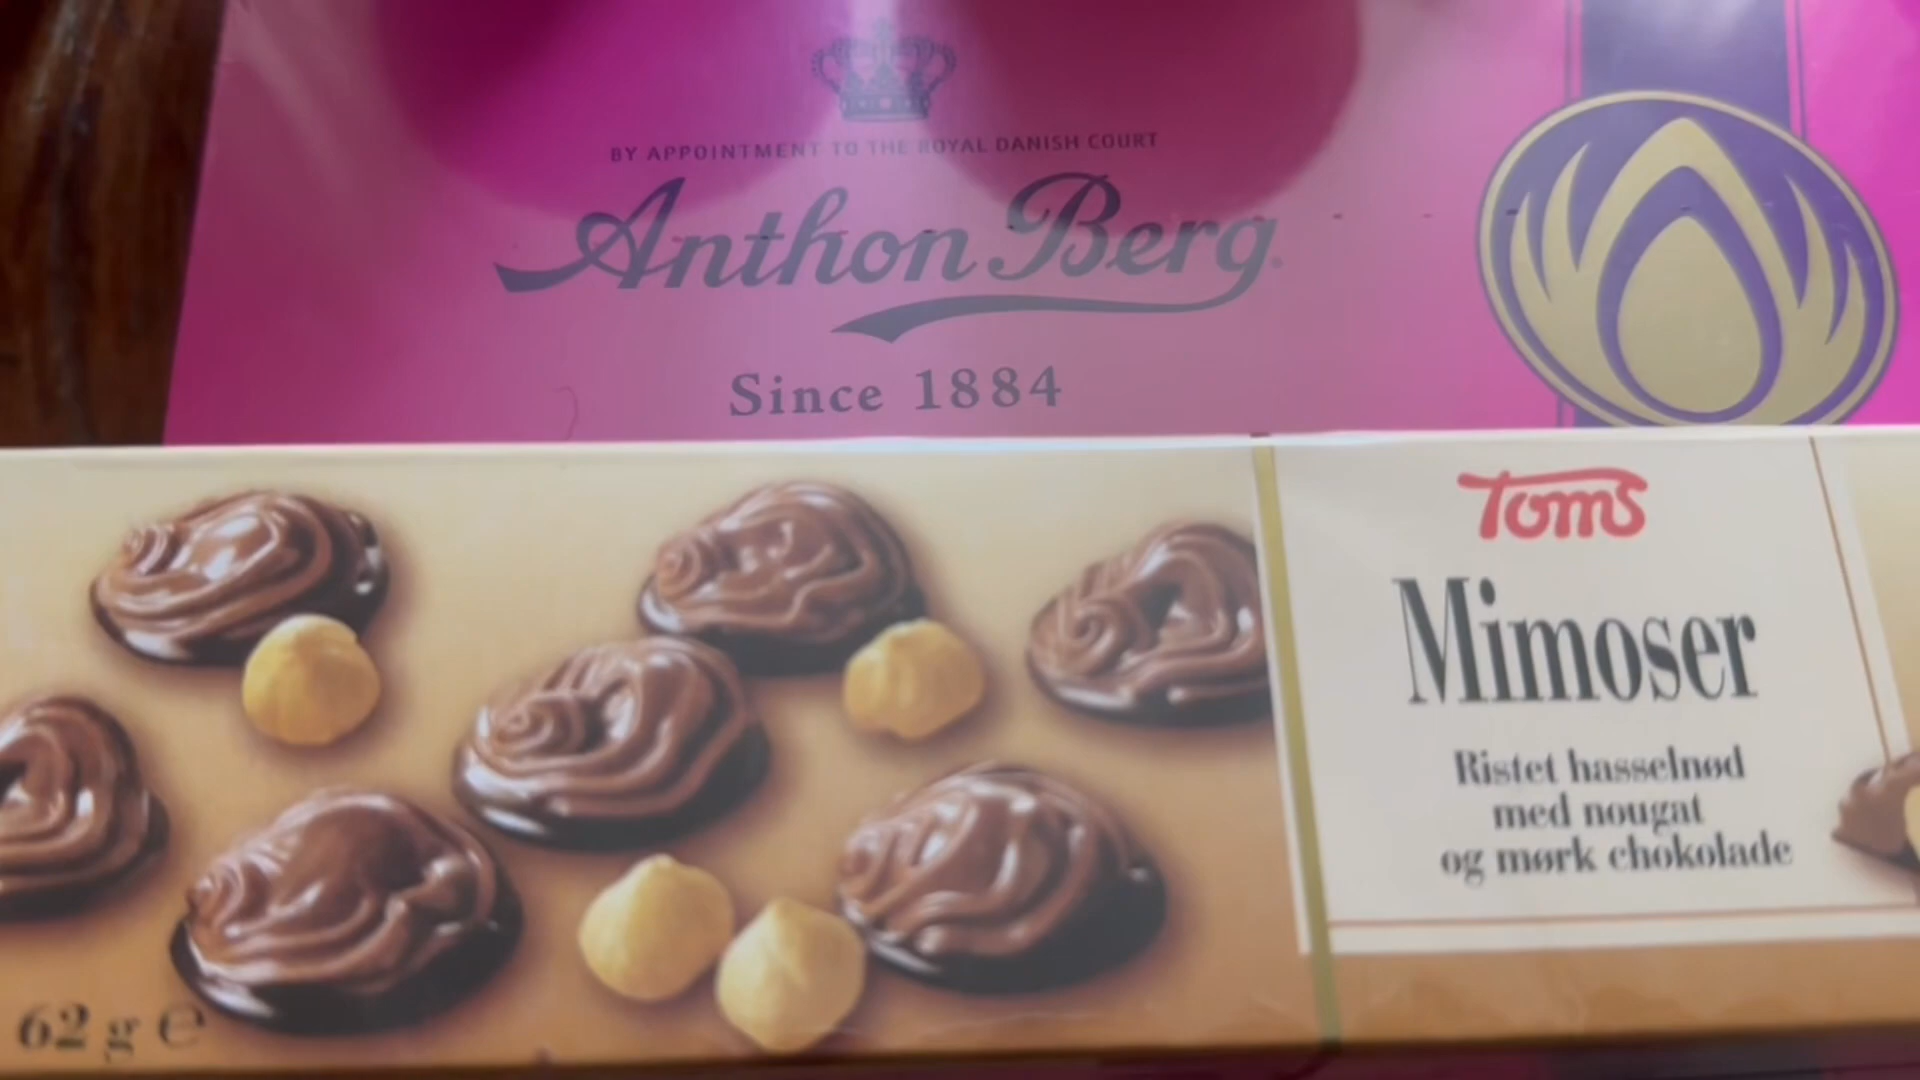 BY APPOINTMENT TO THE ROYAL DANISH COURT
Anthon Berg
Since 1884
Toms
Mimoser
Ristet hasselnød
med nougat
og mørk chokolade
62 g e